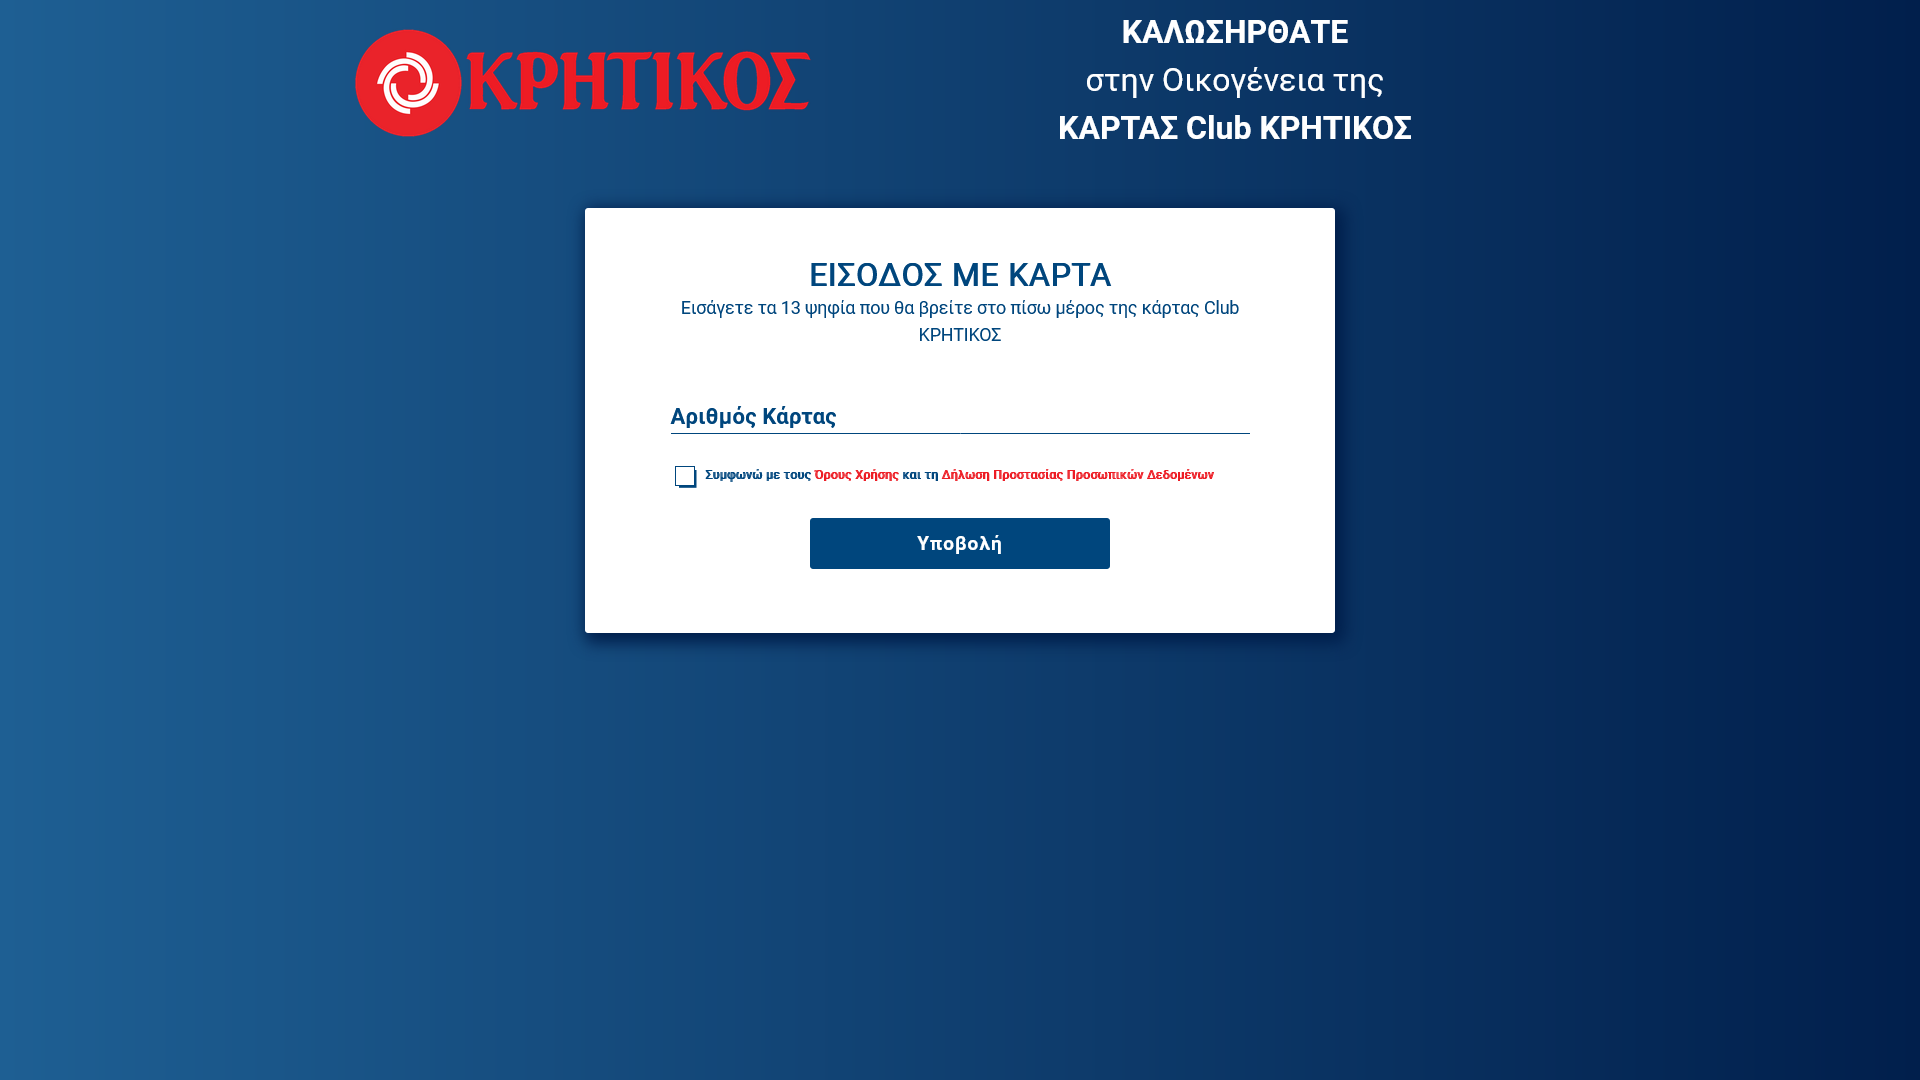 ΚΡΗΤΙΚΟΣ
ΚΑΛΩΣΗΡΘΑΤΕ
στην Οικογένεια της
ΚΑΡΤΑΣ Club ΚΡΗΤΙΚΟΣ
ΕΙΣΟΔΟΣ ΜΕ ΚΑΡΤΑ
Εισάγετε τα 13 ψηφία που θα βρείτε στο πίσω μέρος της κάρτας Club
ΚΡΗΤΙΚΟΣ
Αριθμός Κάρτας
Συμφωνώ με τους Όρους Χρήσης και τη Δήλωση Προστασίας Προσωπικών Δεδομένων
Υποβολή